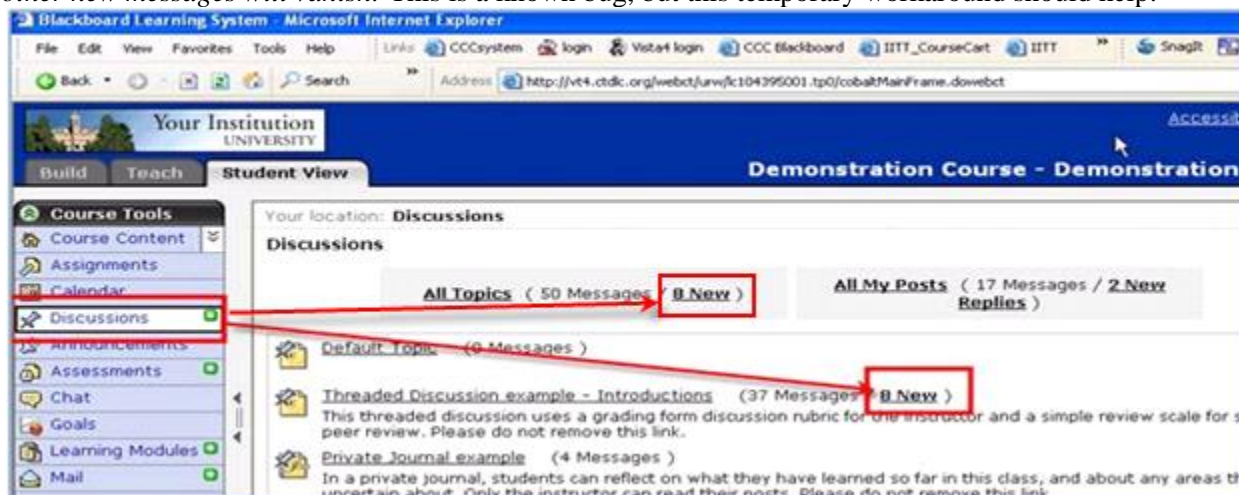 other new messages will vanish. This is a known bug, but this temporary workaround should help.
Blackboard Learning System - Microsoft Internet Explorer
File Edit View Favorites Tools Help Links CCCsystem login Vista4 login CCC Blackboard IITT_CourseCart IITT » SnagIt
Back Search » Address http://vt4.ctdlc.org/webct/urw/lc104395001.tp0/cobaltMainFrame.dowebct
Your Institution
UNIVERSITY
Accessib
Build Teach Student View Demonstration Course - Demonstration
Course Tools Your location: Discussions
Course Content
Discussions
Assignments
Calendar
All Topics ( 50 Messages / 8 New ) All My Posts ( 17 Messages / 2 New
Replies )
Discussions
Announcements
Default Topic (0 Messages )
Assessments
Chat
Threaded Discussion example - Introductions (37 Messages 8 New )
Goals
This threaded discussion uses a grading form discussion rubric for the instructor and a simple review scale for s
peer review. Please do not remove this link.
Learning Modules
Private Journal example (4 Messages )
Mail
In a private journal, students can reflect on what they have learned so far in this class, and about any areas th
uncertain about. Only the instructor can read their posts. Please do not remove this link.